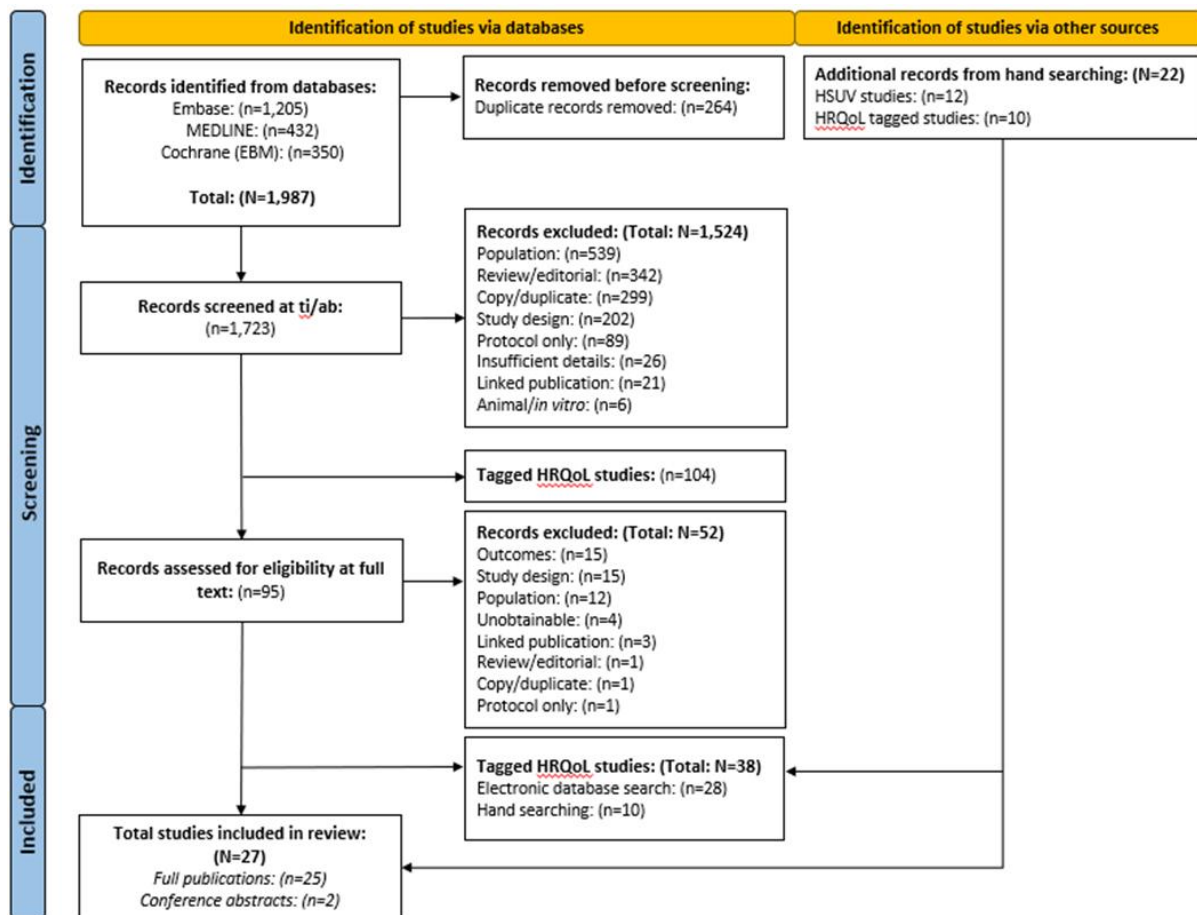 Identification of studies via databases
Identification of studies via other sources
Identification
Records identified from databases:
Embase: (n=1,205)
MEDLINE: (n=432)
Cochrane (EBM): (n=350)
Total: (N=1,987)
Records removed before screening:
Duplicate records removed: (n=264)
Additional records from hand searching: (N=22)
HSUV studies: (n=12)
HRQoL tagged studies: (n=10)
Screening
Records screened at ti/ab:
(n=1,723)
Records excluded: (Total: N=1,524)
Population: (n=539)
Review/editorial: (n=342)
Copy/duplicate: (n=299)
Study design: (n=202)
Protocol only: (n=89)
Insufficient details: (n=26)
Linked publication: (n=21)
Animal/in vitro: (n=6)
Tagged HRQoL studies: (n=104)
Records assessed for eligibility at full
text: (n=95)
Records excluded: (Total: N=52)
Outcomes: (n=15)
Study design: (n=15)
Population: (n=12)
Unobtainable: (n=4)
Linked publication: (n=3)
Review/editorial: (n=1)
Copy/duplicate: (n=1)
Protocol only: (n=1)
Included
Tagged HRQoL studies: (Total: N=38)
Electronic database search: (n=28)
Hand searching: (n=10)
Total studies included in review:
(N=27)
Full publications: (n=25)
Conference abstracts: (n=2)